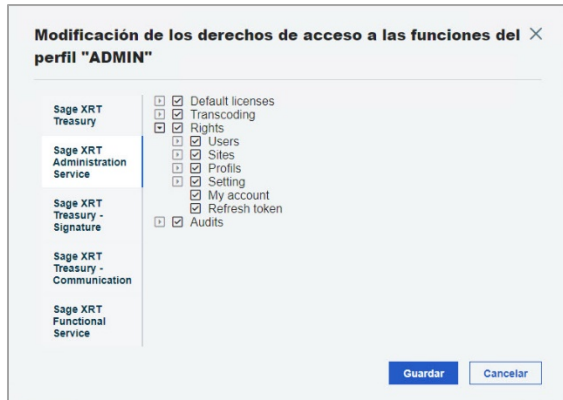 Modificación de los derechos de acceso a las funciones del
perfil "ADMIN"
Sage XRT
Treasury
Sage XRT
Administration
Service
Sage XRT
Treasury -
Signature
Sage XRT
Treasury -
Communication
Sage XRT
Functional
Service
Default licenses
Transcoding
Rights
Users
Sites
Profils
Setting
My account
Refresh token
Audits
Guardar
Cancelar